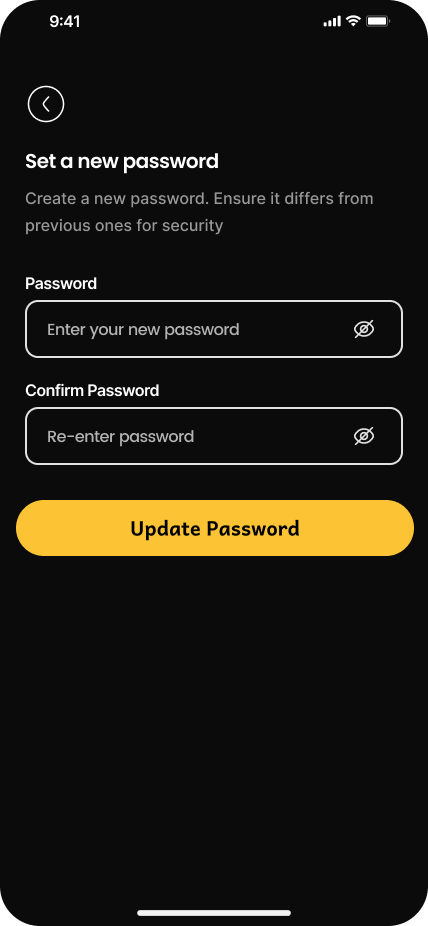 9:41
Set a new password
Create a new password. Ensure it differs from
previous ones for security
Password
Enter your new password
Confirm Password
Re-enter password
Update Password